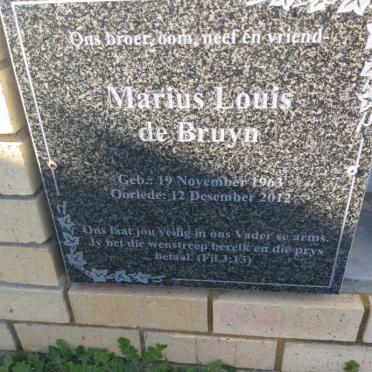 Ons broer, oom, neef en vriend-
Marius Louis
de Bruyn
Geb.: 19 November 1963
Oorlede: 12 Desember 2012
Ons laat jou veilig in ons Vader se arms.
Jy het die wenstreep bereik en die prys
betaal. (Fil.3:13)